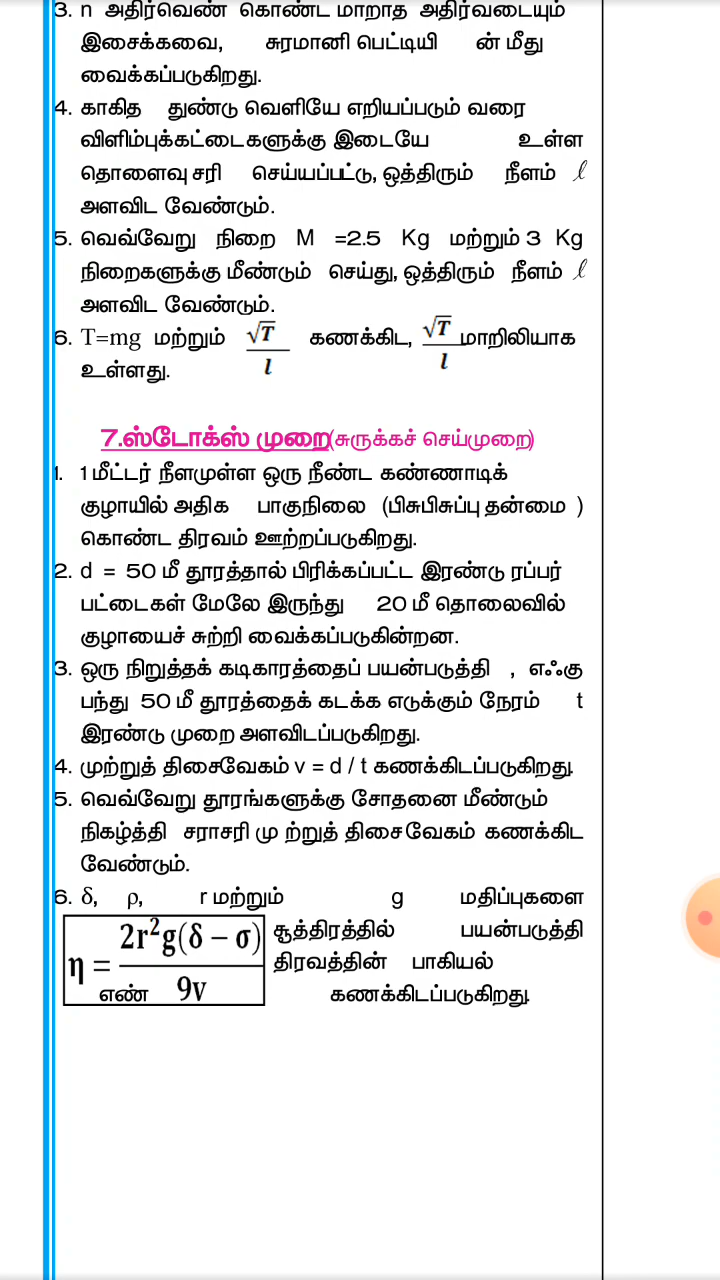 3. n அதிர்வெண் கொண்ட மாறாத அதிர்வடையும்
இசைக்கவை, சுரமானி பெட்டியி ன் மீது
வைக்கப்படுகிறது.
4. காகித துண்டு வெளியே எறியப்படும் வரை
விளிம்புக்கட்டைகளுக்கு இடையே உள்ள
தொளைவு சரி செய்யப்பட்டு, ஒத்திரும் நீளம் ℓ
அளவிட வேண்டும்.
5. வெவ்வேறு நிறை M =2.5 Kg மற்றும் 3 Kg
நிறைகளுக்கு மீண்டும் செய்து, ஒத்திரும் நீளம் ℓ
அளவிட வேண்டும்.
6. T=mg மற்றும் √T / l கணக்கிட, √T / l மாறிலியாக
உள்ளது.
7.ஸ்டோக்ஸ் முறை(சுருக்கச் செய்முறை)
1. 1 மீட்டர் நீளமுள்ள ஒரு நீண்ட கண்ணாடிக்
குழாயில் அதிக பாகுநிலை (பிசுபிசுப்பு தன்மை )
கொண்ட திரவம் ஊற்றப்படுகிறது.
2. d = 50 மீ தூரத்தால் பிரிக்கப்பட்ட இரண்டு ரப்பர்
பட்டைகள் மேலே இருந்து 20 மீ தொலைவில்
குழாயைச் சுற்றி வைக்கப்படுகின்றன.
3. ஒரு நிறுத்தக் கடிகாரத்தைப் பயன்படுத்தி , எஃகு
பந்து 50 மீ தூரத்தைக் கடக்க எடுக்கும் நேரம் t
இரண்டு முறை அளவிடப்படுகிறது.
4. முற்றுத் திசைவேகம் v = d / t கணக்கிடப்படுகிறது.
5. வெவ்வேறு தூரங்களுக்கு சோதனை மீண்டும்
நிகழ்த்தி சராசரி மு ற்றுத் திசைவேகம் கணக்கிட
வேண்டும்.
6. δ, ρ, r மற்றும் g மதிப்புகளை
η = 2r²g(δ − σ) / 9v சூத்திரத்தில் பயன்படுத்தி
திரவத்தின் பாகியல்
எண் கணக்கிடப்படுகிறது.